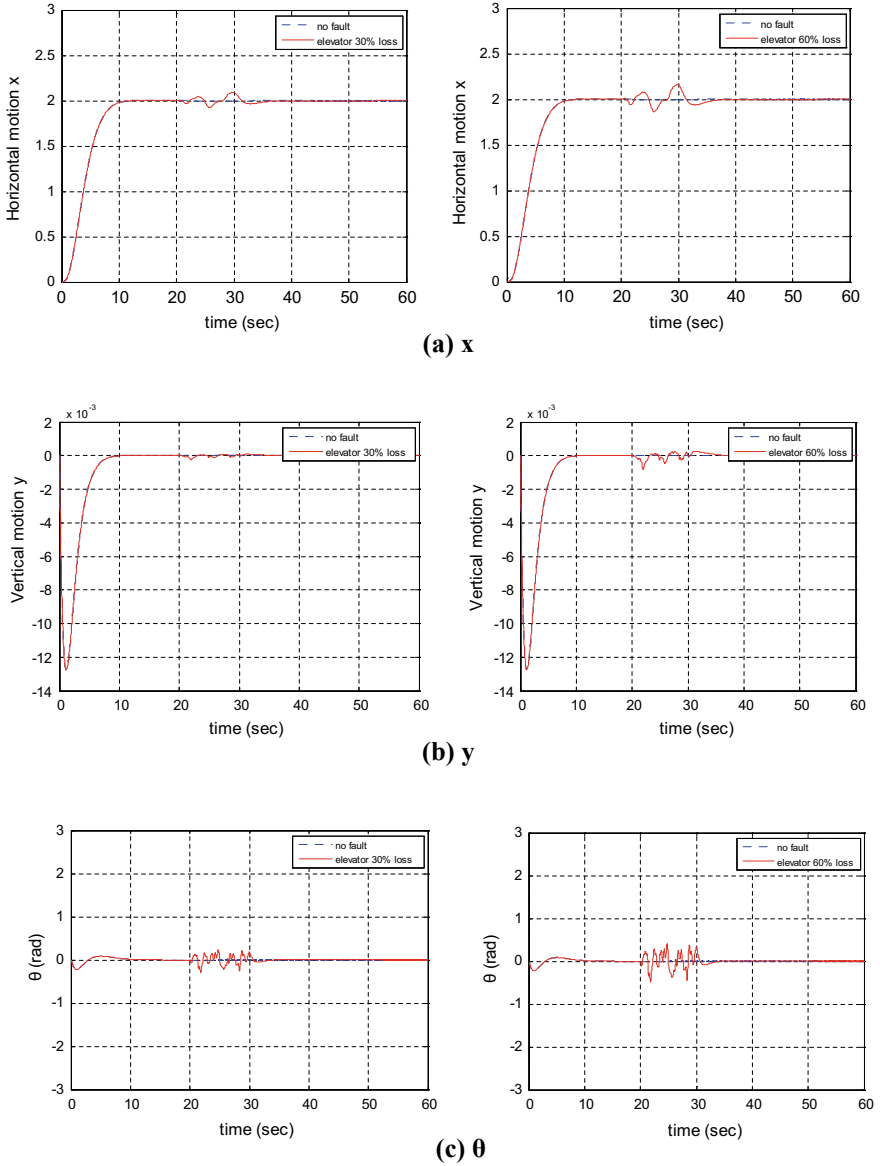 3
2.5
2
1.5
1
0.5
0
Horizontal motion x
no fault
elevator 30% loss
0 10 20 30 40 50 60
time (sec)
3
2.5
2
1.5
1
0.5
0
Horizontal motion x
no fault
elevator 60% loss
0 10 20 30 40 50 60
time (sec)
(a) x
x 10 -3
2
0
-2
-4
-6
-8
-10
-12
-14
Vertical motion y
no fault
elevator 30% loss
0 10 20 30 40 50 60
time (sec)
x 10 -3
2
0
-2
-4
-6
-8
-10
-12
-14
Vertical motion y
no fault
elevator 60% loss
0 10 20 30 40 50 60
time (sec)
(b) y
3
2
1
0
-1
-2
-3
θ (rad)
no fault
elevator 30% loss
0 10 20 30 40 50 60
time (sec)
3
2
1
0
-1
-2
-3
θ (rad)
no fault
elevator 60% loss
0 10 20 30 40 50 60
time (sec)
(c) θ